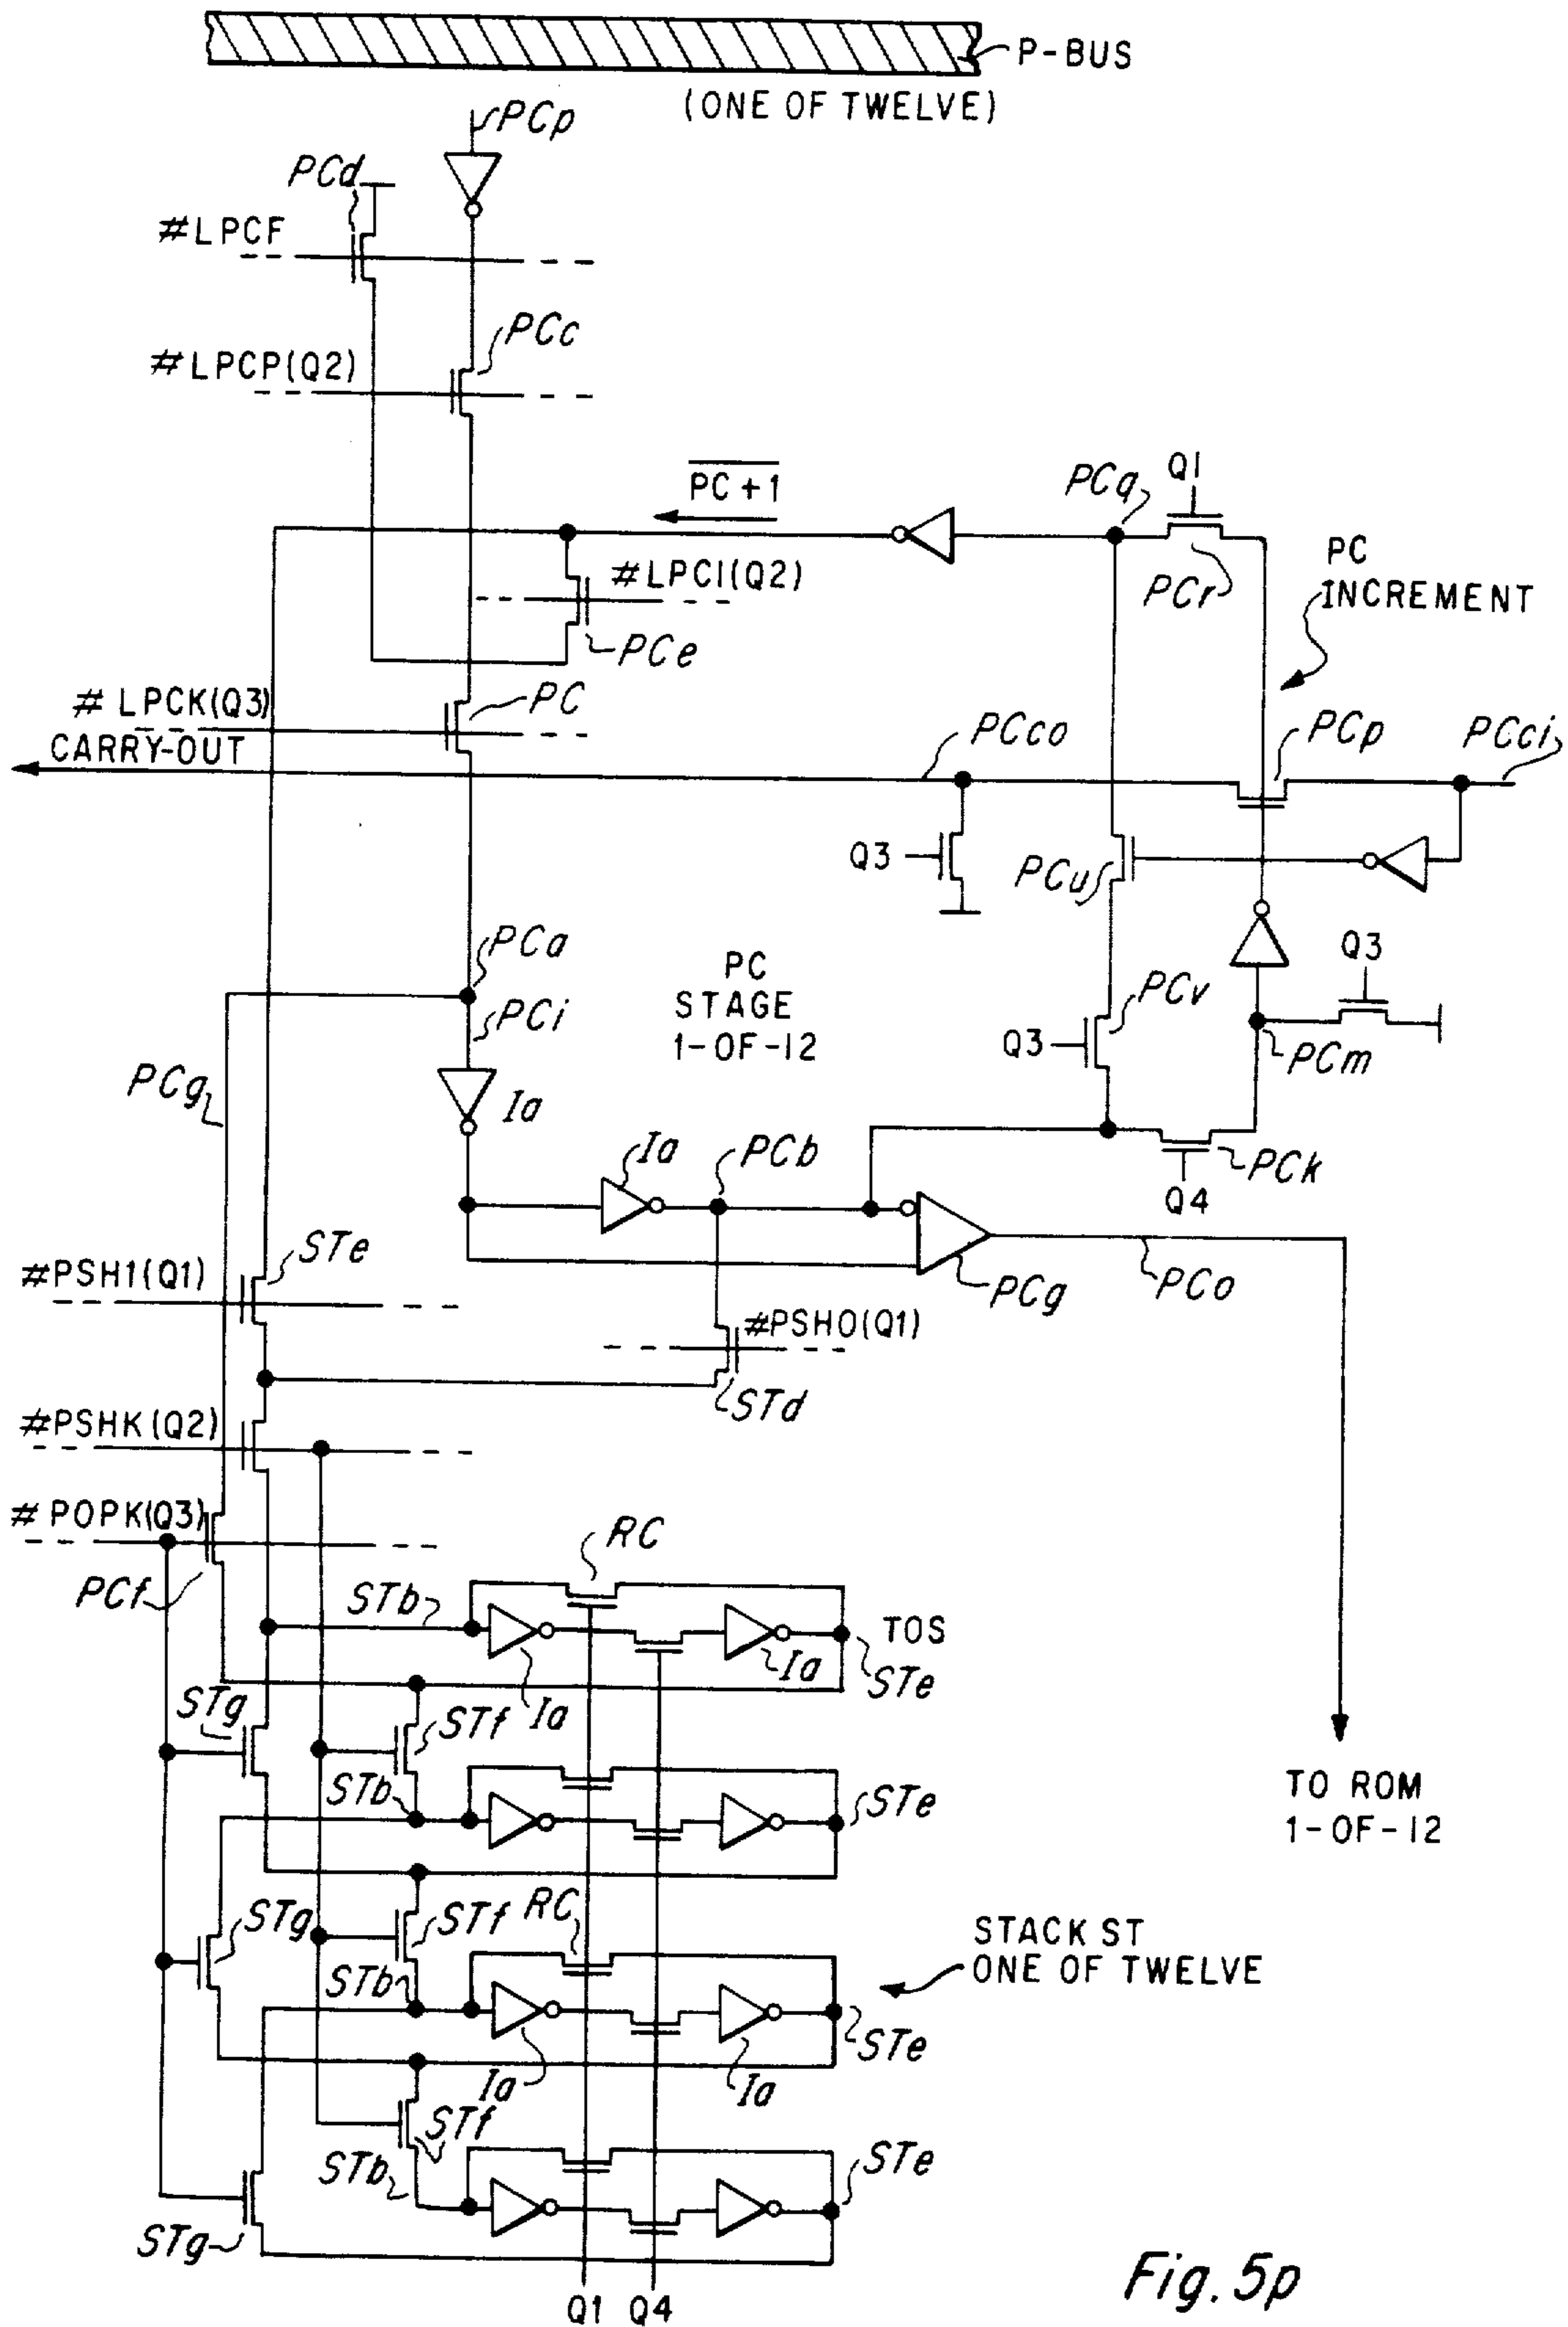 P-BUS
(ONE OF TWELVE)
PCp
PCd
#LPCF
PCc
#LPCP(Q2)
PC+1
PCq
Q1
PCr
PC
INCREMENT
#LPC1(Q2)
PCe
# LPCK(Q3)
PC
CARRY-OUT
PCco
PCp
PCci
Q3
PCu
PCa
PCi
PC
STAGE
1-OF-12
PCv
Q3
Q3
PCm
PCg
Ia
Ia
PCb
PCk
Q4
STe
#PSH1(Q1)
PCg
PCo
#PSHO(Q1)
STd
#PSHK(Q2)
# POPK(Q3)
PCf
RC
STb
TOS
STe
Ia
Ia
STg
STf
STb
STe
TO ROM
1-OF-12
STg
STf
RC
STACK ST
ONE OF TWELVE
STb
STe
Ia
Ia
STf
STb
STe
STg
Q1 Q4
Fig. 5p